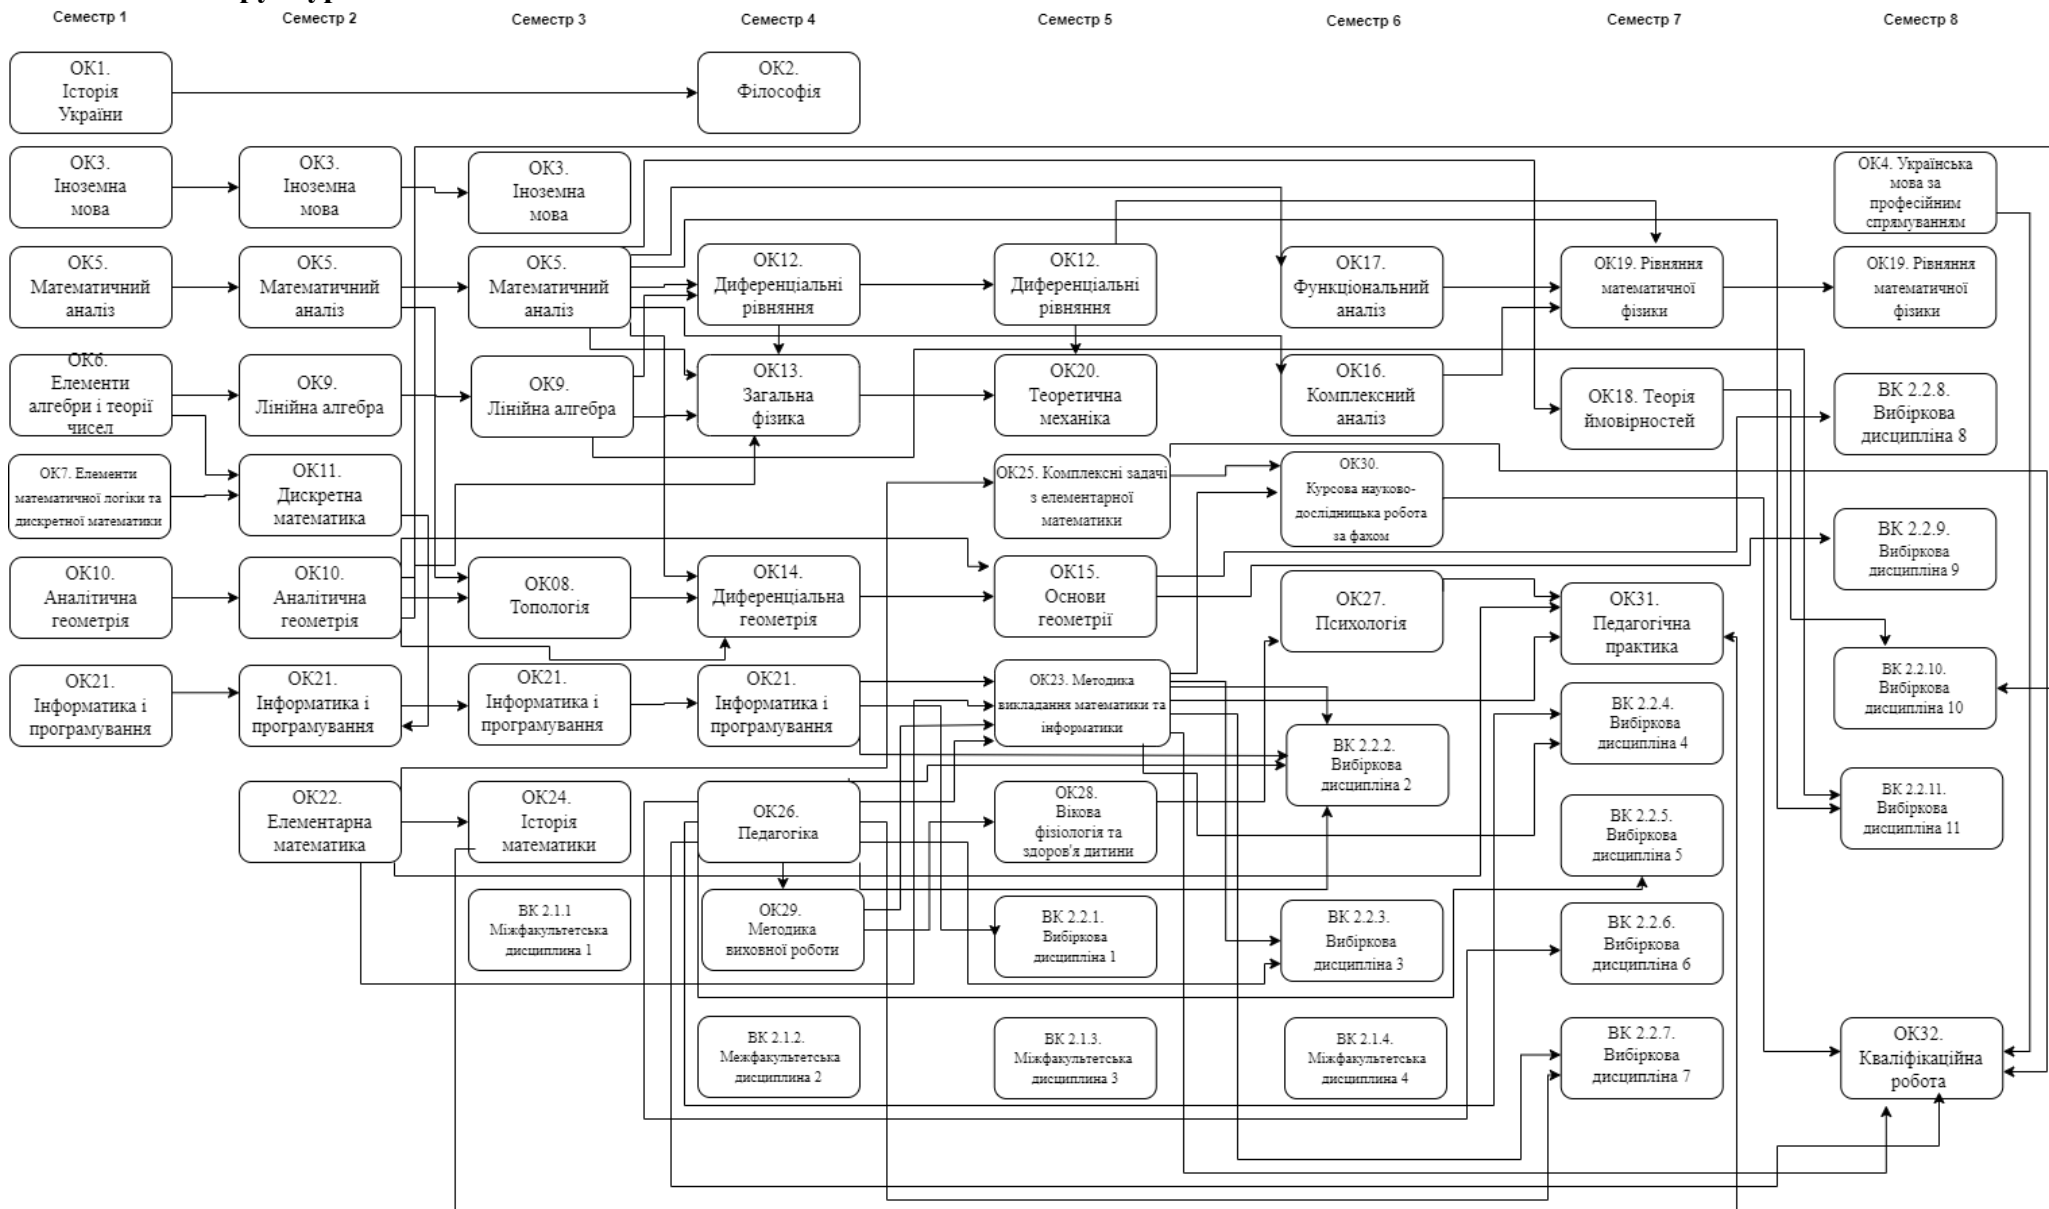 Семестр 1
Семестр 2
Семестр 3
Семестр 4
Семестр 5
Семестр 6
Семестр 7
Семестр 8
ОК1.
Історія
України
ОК2.
Філософія
ОК3.
Іноземна
мова
ОК3.
Іноземна
мова
ОК3.
Іноземна
мова
ОК4. Українська
мова за
професійним
спрямуванням
ОК5.
Математичний
аналіз
ОК5.
Математичний
аналіз
ОК5.
Математичний
аналіз
ОК12.
Диференціальні
рівняння
ОК12.
Диференціальні
рівняння
ОК17.
Функціональний
аналіз
ОК19. Рівняння
математичної
фізики
ОК19. Рівняння
математичної
фізики
ОК6.
Елементи
алгебри і теорії
чисел
ОК9.
Лінійна алгебра
ОК9.
Лінійна алгебра
ОК13.
Загальна
фізика
ОК20.
Теоретична
механіка
ОК16.
Комплексний
аналіз
ОК18. Теорія
ймовірностей
ВК 2.2.8.
Вибіркова
дисципліна 8
ОК7. Елементи
математичної логіки та
дискретної математики
ОК11.
Дискретна
математика
ОК25. Комплексні задачі
з елементарної
математики
ОК30.
Курсова науково-
дослідницька робота
за фахом
ВК 2.2.9.
Вибіркова
дисципліна 9
ОК10.
Аналітична
геометрія
ОК10.
Аналітична
геометрія
ОК08.
Топологія
ОК14.
Диференціальна
геометрія
ОК15.
Основи
геометрії
ОК27.
Психологія
ОК31.
Педагогічна
практика
ВК 2.2.10.
Вибіркова
дисципліна 10
ОК21.
Інформатика і
програмування
ОК21.
Інформатика і
програмування
ОК21.
Інформатика і
програмування
ОК21.
Інформатика і
програмування
ОК23. Методика
викладання математики та
інформатики
ВК 2.2.2.
Вибіркова
дисципліна 2
ВК 2.2.4.
Вибіркова
дисципліна 4
ВК 2.2.11.
Вибіркова
дисципліна 11
ОК22.
Елементарна
математика
ОК24.
Історія
математики
ОК26.
Педагогіка
ОК28.
Вікова
фізіологія та
здоров'я дитини
ВК 2.2.5.
Вибіркова
дисципліна 5
ВК 2.1.1
Міжфакультетська
дисциплина 1
ОК29.
Методика
виховної роботи
ВК 2.2.1.
Вибіркова
дисципліна 1
ВК 2.2.3.
Вибіркова
дисципліна 3
ВК 2.2.6.
Вибіркова
дисципліна 6
ВК 2.1.2.
Межфакультетська
дисциплина 2
ВК 2.1.3.
Міжфакультетська
дисциплина 3
ВК 2.1.4.
Міжфакультетська
дисциплина 4
ВК 2.2.7.
Вибіркова
дисципліна 7
ОК32.
Кваліфікаційна
робота